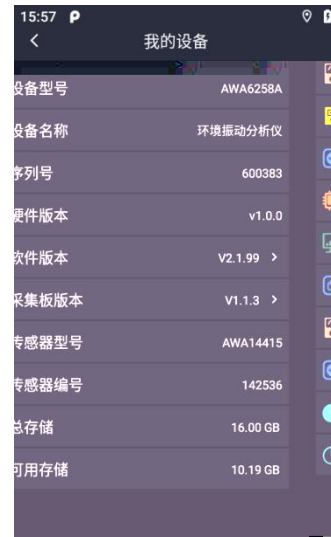 15:57
我的设备
设备型号 AWA6258A
设备名称 环境振动分析仪
序列号 600383
硬件版本 v1.0.0
软件版本 V2.1.99 >
采集板版本 V1.1.3 >
传感器型号 AWA14415
传感器编号 142536
总存储 16.00 GB
可用存储 10.19 GB